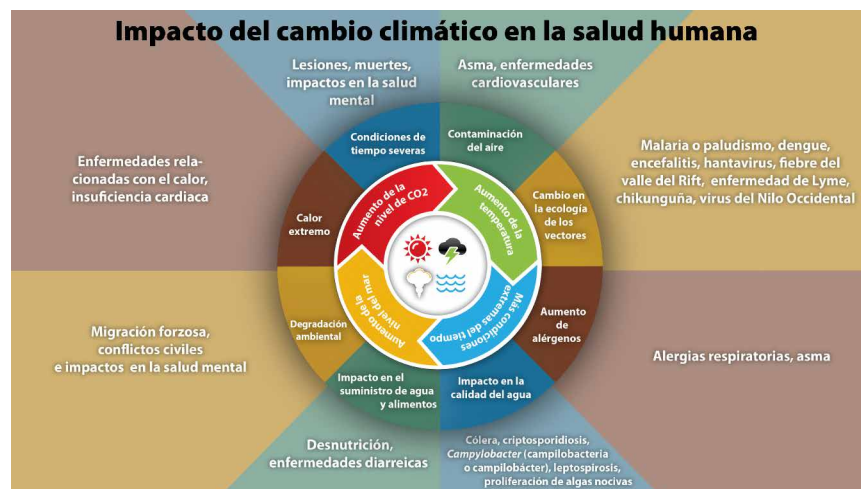 Impacto del cambio climático en la salud humana
Lesiones, muertes,
impactos en la salud
mental
Asma, enfermedades
cardiovasculares
Condiciones de
tiempo severas
Contaminación
del aire
Enfermedades rela-
cionadas con el calor,
insuficiencia cardiaca
Malaria o paludismo, dengue,
encefalitis, hantavirus, fiebre del
valle del Rift, enfermedad de Lyme,
chikunguña, virus del Nilo Occidental
Calor
extremo
Aumento de la
nivel de CO2
Aumento de la
temperatura
Cambio en
la ecología
de los
vectores
Degradación
ambiental
Aumento de la
nivel del mar
Más condiciones
extremas del tiempo
Aumento
de
alérgenos
Migración forzosa,
conflictos civiles
e impactos en la salud mental
Alergias respiratorias, asma
Impacto en el
suministro de agua
y alimentos
Impacto en la
calidad del agua
Desnutrición,
enfermedades diarreicas
Cólera, criptosporidiosis,
Campylobacter (campilobacteria
o campilobácter), leptospirosis,
proliferación de algas nocivas